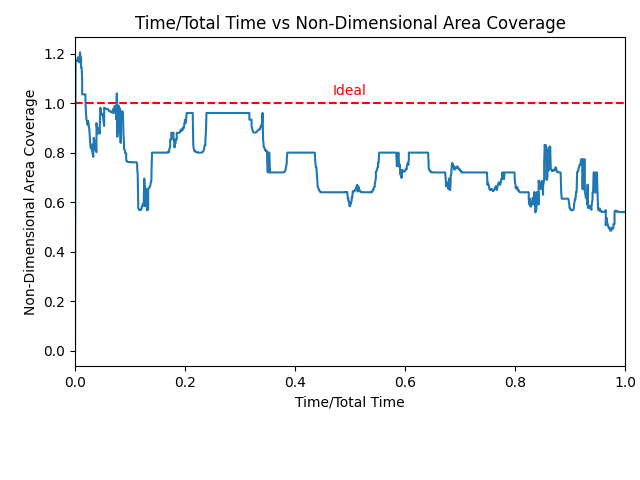 Time/Total Time vs Non-Dimensional Area Coverage
Ideal
Non-Dimensional Area Coverage
1.2
1.0
0.8
0.6
0.4
0.2
0.0
0.0 0.2 0.4 0.6 0.8 1.0
Time/Total Time